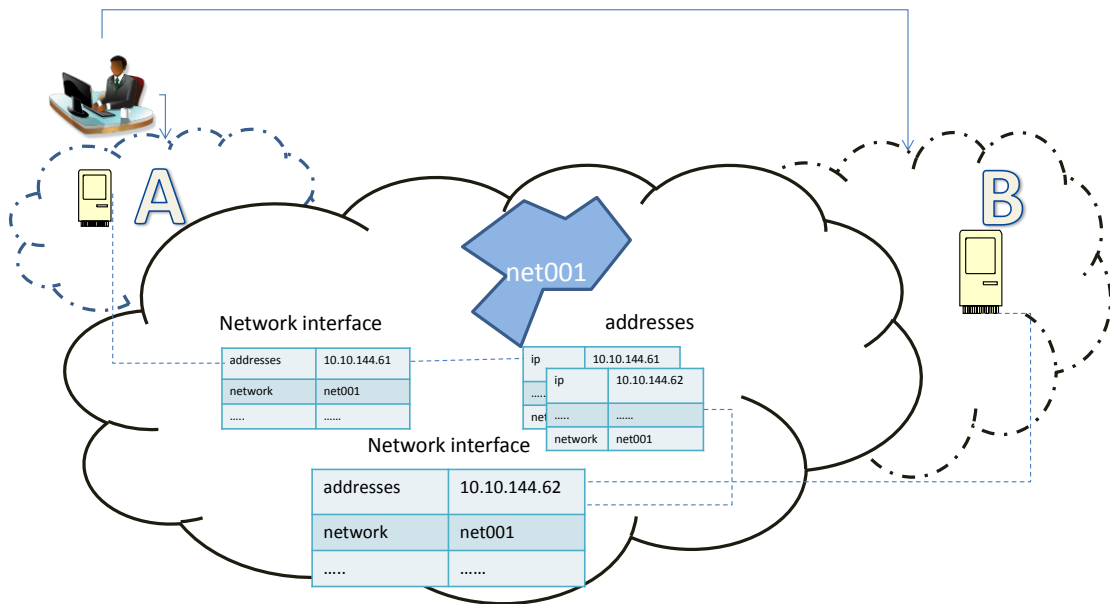 A
B
net001
Network interface
addresses 10.10.144.61
network net001
….. ……
addresses
ip 10.10.144.61
…..
net
ip 10.10.144.62
….. ……
network net001
Network interface
addresses 10.10.144.62
network net001
….. ……